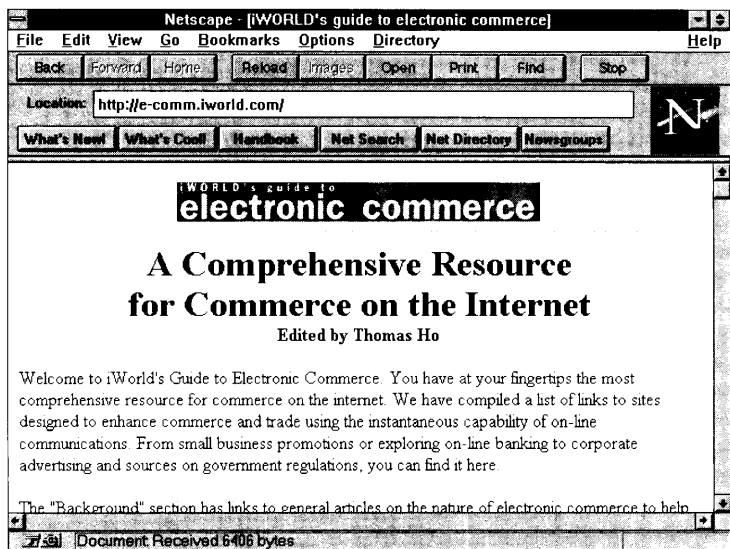 Netscape - [iWORLD's guide to electronic commerce]
File Edit View Go Bookmarks Options Directory Help
Back Forward Home Reload Images Open Print Find Stop
Location: http://e-comm.iworld.com/
N
What's New! What's Cool! Handbook Net Search Net Directory Newsgroups
iWORLD's guide to
electronic commerce
A Comprehensive Resource
for Commerce on the Internet
Edited by Thomas Ho
Welcome to iWorld's Guide to Electronic Commerce. You have at your fingertips the most
comprehensive resource for commerce on the internet. We have compiled a list of links to sites
designed to enhance commerce and trade using the instantaneous capability of on-line
communications. From small business promotions or exploring on-line banking to corporate
advertising and sources on government regulations, you can find it here.
The "Background" section has links to general articles on the nature of electronic commerce to help
Document Received 6406 bytes